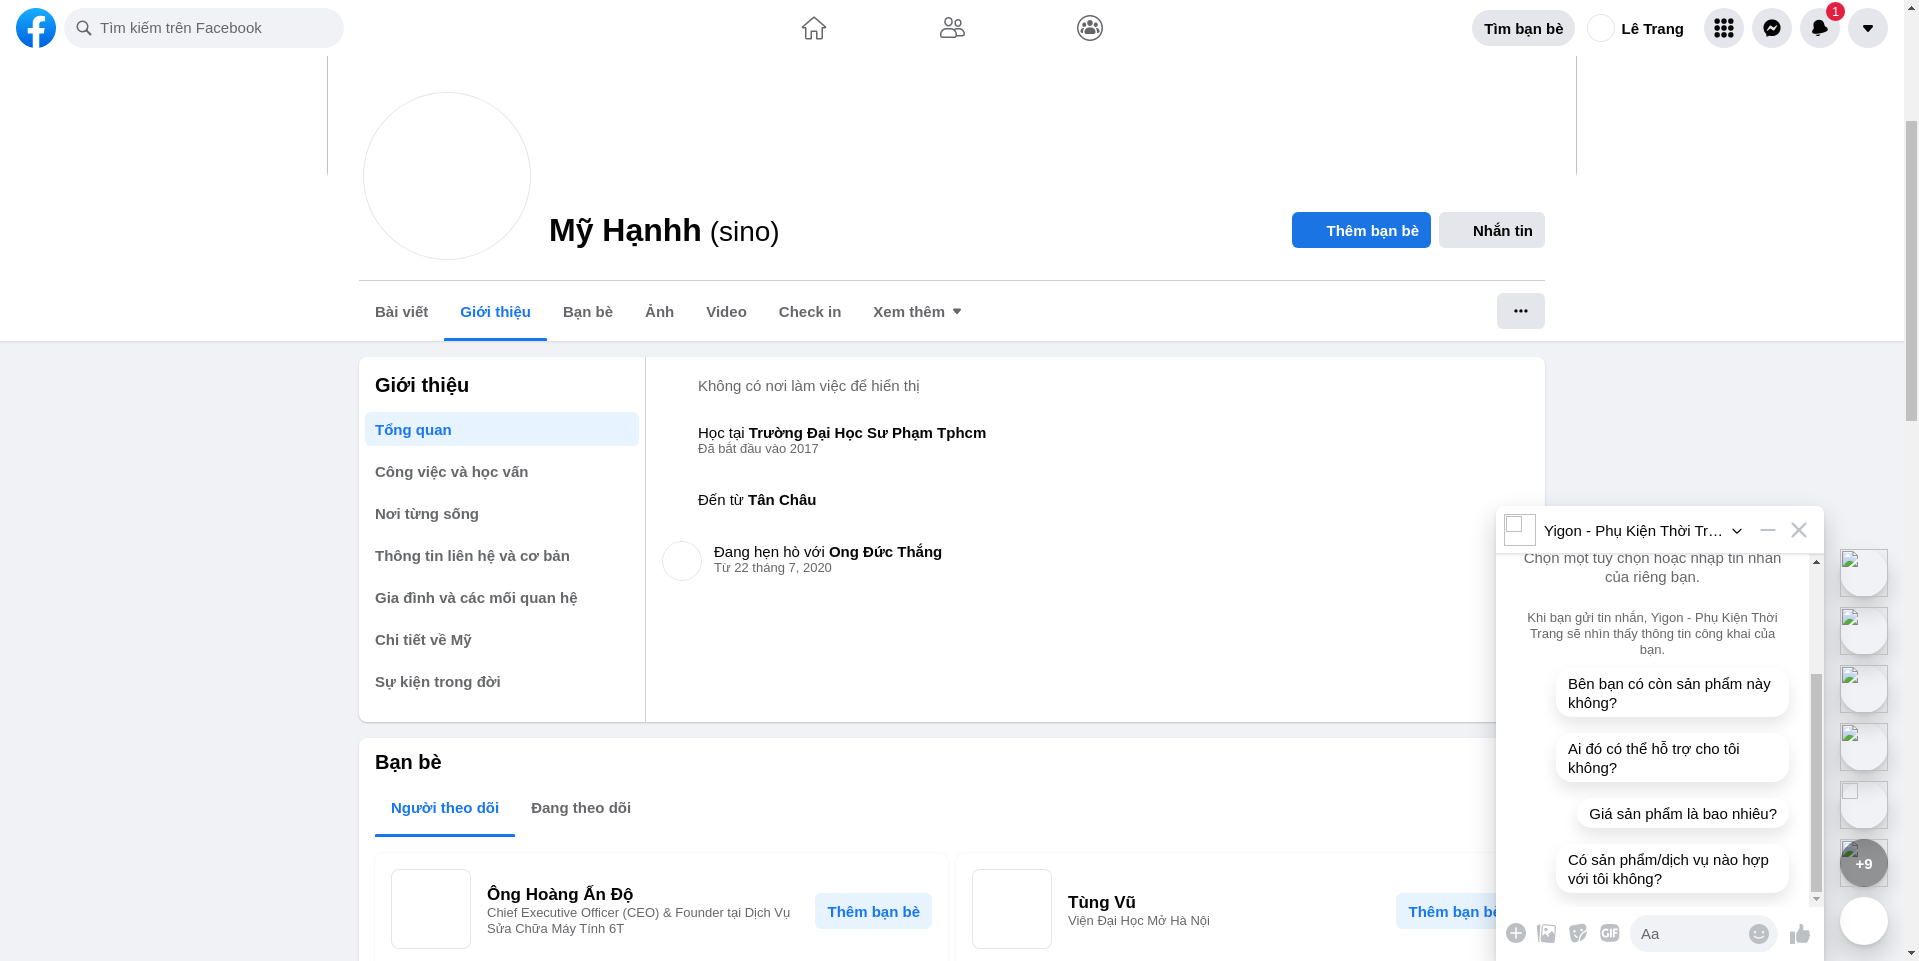 Tìm kiếm trên Facebook
Tìm bạn bè
Lê Trang
1
Mỹ Hạnhh (sino)
Thêm bạn bè
Nhắn tin
Bài viết
Giới thiệu
Bạn bè
Ảnh
Video
Check in
Xem thêm
Giới thiệu
Tổng quan
Công việc và học vấn
Nơi từng sống
Thông tin liên hệ và cơ bản
Gia đình và các mối quan hệ
Chi tiết về Mỹ
Sự kiện trong đời
Không có nơi làm việc để hiển thị
Học tại Trường Đại Học Sư Phạm Tphcm
Đã bắt đầu vào 2017
Đến từ Tân Châu
Đang hẹn hò với Ong Đức Thắng
Từ 22 tháng 7, 2020
Bạn bè
Người theo dõi
Đang theo dõi
Ông Hoàng Ấn Độ
Chief Executive Officer (CEO) & Founder tại Dịch Vụ
Sửa Chữa Máy Tính 6T
Thêm bạn bè
Tùng Vũ
Viện Đại Học Mở Hà Nội
Thêm bạn bè
Yigon - Phụ Kiện Thời Tr…
Chọn một tùy chọn hoặc nhập tin nhắn
của riêng bạn.
Khi bạn gửi tin nhắn, Yigon - Phụ Kiện Thời
Trang sẽ nhìn thấy thông tin công khai của
bạn.
Bên bạn có còn sản phẩm này
không?
Ai đó có thể hỗ trợ cho tôi
không?
Giá sản phẩm là bao nhiêu?
Có sản phẩm/dịch vụ nào hợp
với tôi không?
GIF
Aa
+9